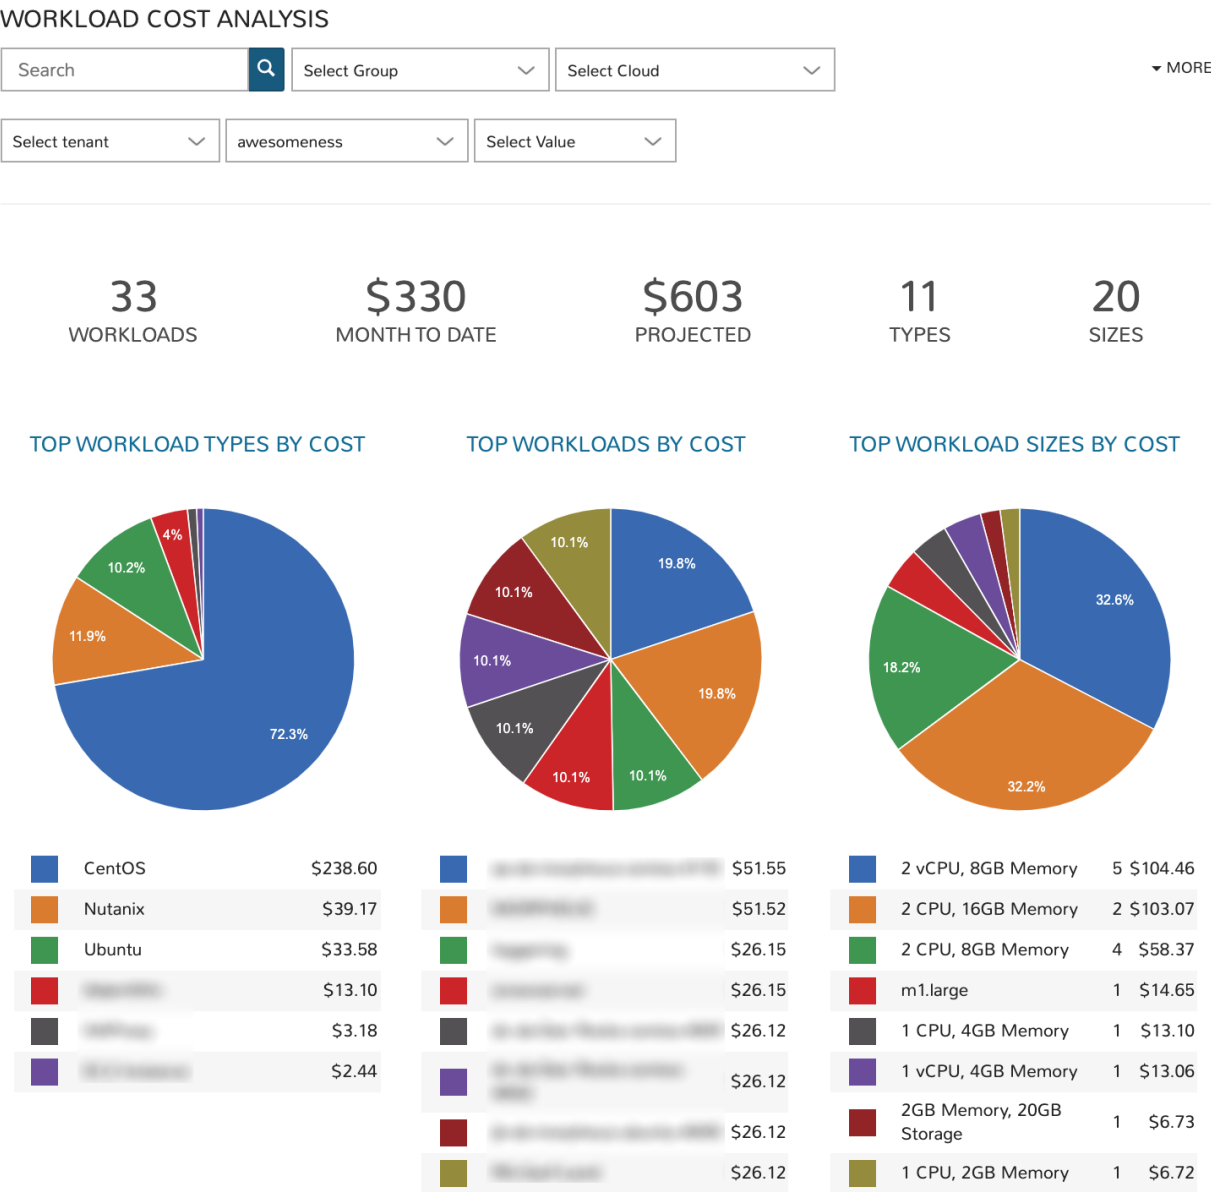 WORKLOAD COST ANALYSIS
Search
Select Group
Select Cloud
MORE
Select tenant
awesomeness
Select Value
33
WORKLOADS
$330
MONTH TO DATE
$603
PROJECTED
11
TYPES
20
SIZES
TOP WORKLOAD TYPES BY COST
4%
10.2%
11.9%
72.3%
CentOS $238.60
Nutanix $39.17
Ubuntu $33.58
$13.10
$3.18
$2.44
TOP WORKLOADS BY COST
10.1%
19.8%
10.1%
10.1%
19.8%
10.1%
10.1%
10.1%
$51.55
$51.52
$26.15
$26.15
$26.12
$26.12
$26.12
$26.12
TOP WORKLOAD SIZES BY COST
32.6%
18.2%
32.2%
2 vCPU, 8GB Memory 5 $104.46
2 CPU, 16GB Memory 2 $103.07
2 CPU, 8GB Memory 4 $58.37
m1.large 1 $14.65
1 CPU, 4GB Memory 1 $13.10
1 vCPU, 4GB Memory 1 $13.06
2GB Memory, 20GB
Storage 1 $6.73
1 CPU, 2GB Memory 1 $6.72